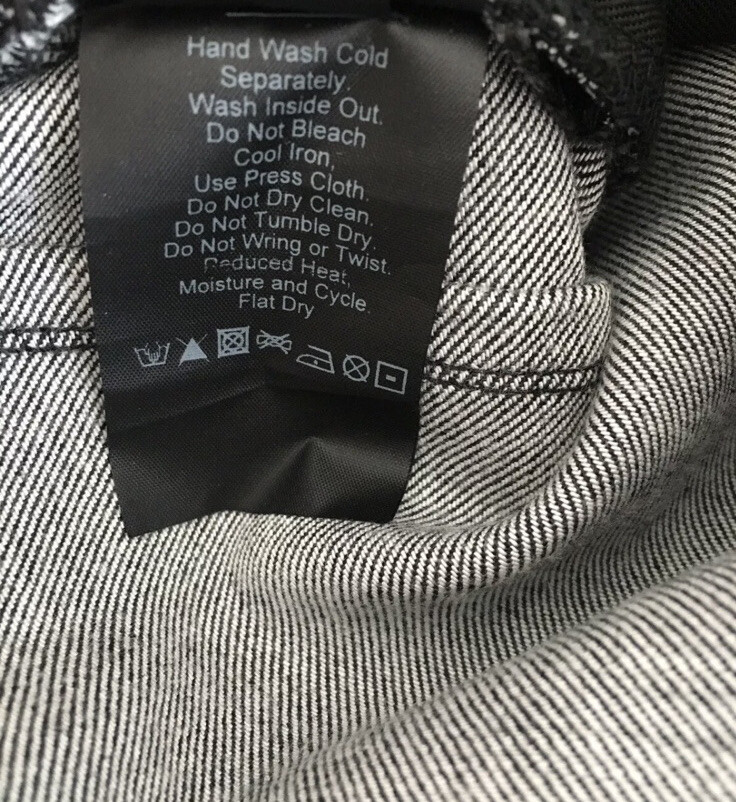 Hand Wash Cold
Separately.
Wash Inside Out.
Do Not Bleach
Cool Iron,
Use Press Cloth.
Do Not Dry Clean.
Do Not Tumble Dry.
Do Not Wring or Twist.
Reduced Heat,
Moisture and Cycle.
Flat Dry